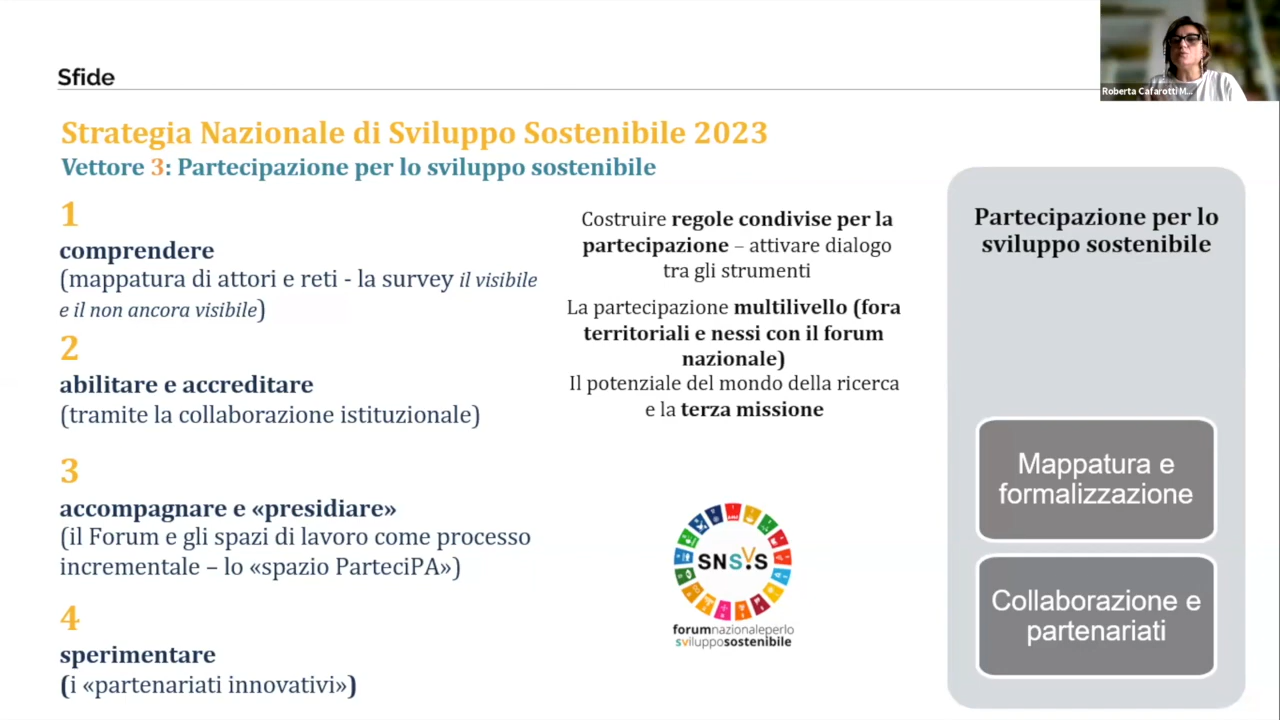 Sfide
Roberta Cafarotti M...
Strategia Nazionale di Sviluppo Sostenibile 2023
Vettore 3: Partecipazione per lo sviluppo sostenibile
1
comprendere
(mappatura di attori e reti - la survey il visibile
e il non ancora visibile)
2
abilitare e accreditare
(tramite la collaborazione istituzionale)
3
accompagnare e «presidiare»
(il Forum e gli spazi di lavoro come processo
incrementale – lo «spazio ParteciPA»)
4
sperimentare
(i «partenariati innovativi»)
Costruire regole condivise per la
partecipazione – attivare dialogo
tra gli strumenti
La partecipazione multilivello (fora
territoriali e nessi con il forum
nazionale)
Il potenziale del mondo della ricerca
e la terza missione
SNSVS
forumnazionaleperlo
svilupposostenibile
Partecipazione per lo
sviluppo sostenibile
Mappatura e
formalizzazione
Collaborazione e
partenariati